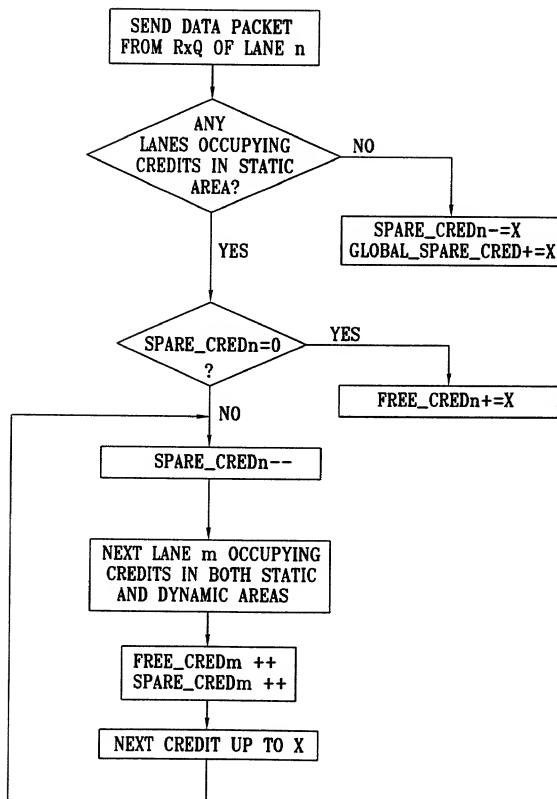 SEND DATA PACKET
FROM RxQ OF LANE n
ANY
LANES OCCUPYING
CREDITS IN STATIC
AREA?
NO
SPARE_CREDn-=X
GLOBAL_SPARE_CRED+=X
YES
SPARE_CREDn=0
?
YES
FREE_CREDn+=X
NO
SPARE_CREDn--
NEXT LANE m OCCUPYING
CREDITS IN BOTH STATIC
AND DYNAMIC AREAS
FREE_CREDm ++
SPARE_CREDm ++
NEXT CREDIT UP TO X